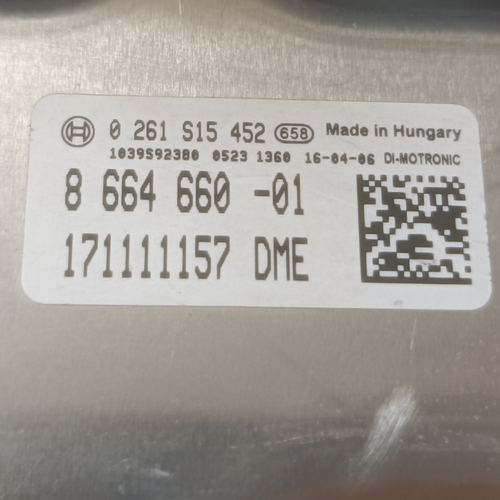 0 261 S15 452 658 Made in Hungary
1039S92380 0523 1360 16-04-06 DI-MOTRONIC
8 664 660 -01
171111157 DME